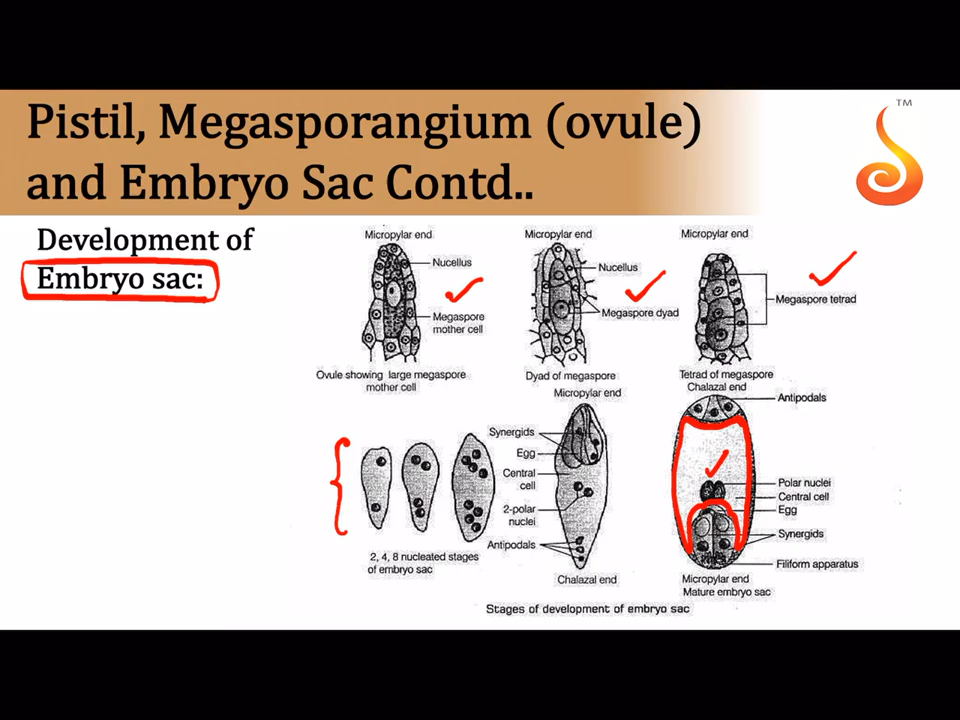 TM
Pistil, Megasporangium (ovule)
and Embryo Sac Contd..
Development of
Embryo sac:
Micropylar end
Nucellus
Megaspore
mother cell
Ovule showing large megaspore
mother cell
Micropylar end
Nucellus
Megaspore dyad
Dyad of megaspore
Micropylar end
Megaspore tetrad
Tetrad of megaspore
2, 4, 8 nucleated stages
of embryo sac
Micropylar end
Synergids
Egg
Central
cell
2-polar
nuclei
Antipodals
Chalazal end
Chalazal end
Antipodals
Polar nuclei
Central cell
Egg
Synergids
Filiform apparatus
Micropylar end
Mature embryo sac
Stages of development of embryo sac